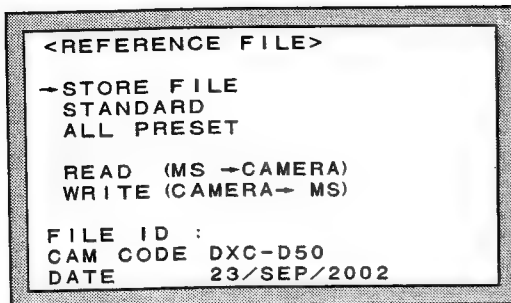 <REFERENCE FILE>
→STORE FILE
STANDARD
ALL PRESET
READ (MS →CAMERA)
WRITE (CAMERA→ MS)
FILE ID :
CAM CODE DXC-D50
DATE 23/SEP/2002